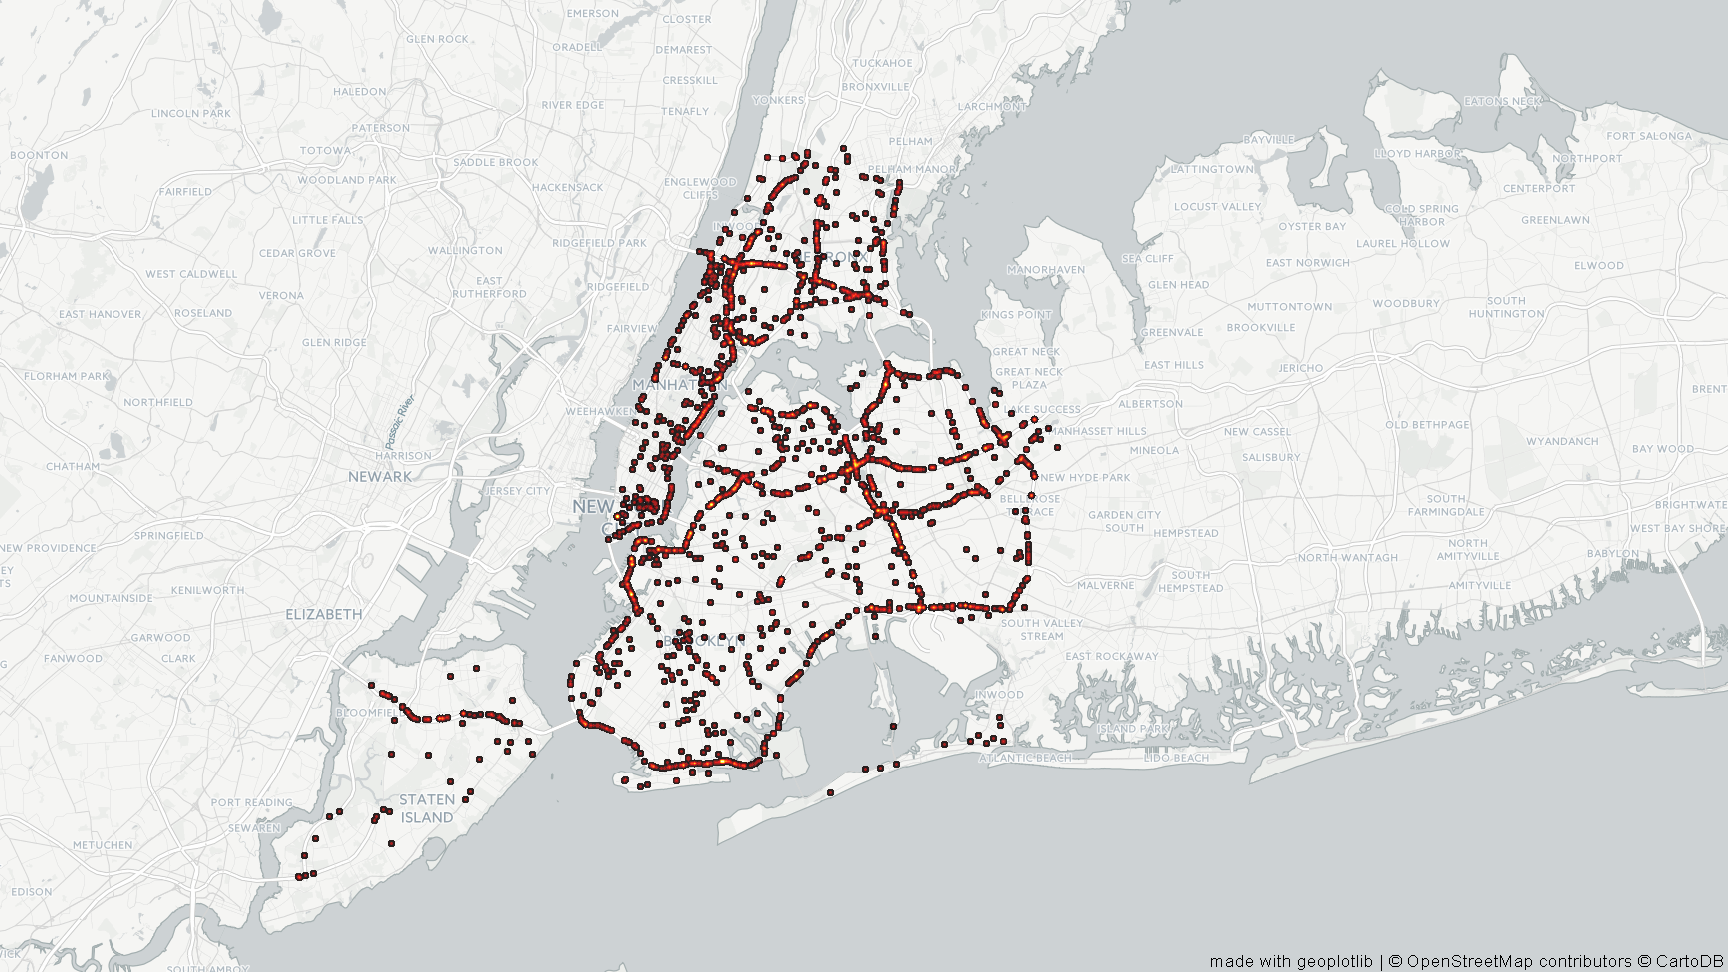 EMERSON
CLOSTER
GLEN ROCK
ORADELL
DEMAREST
TUCKAHOE
CRESSKILL
BRONXVILLE
HALEDON
YONKERS
EATONS NECK
LINCOLN PARK
RIVER EDGE
TENAFLY
LARCHMONT
PATERSON
FORT SALONGA
BAYVILLE
PELHAM
BOONTON
TOTOWA
SADDLE BROOK
LLOYD HARBOR
NORTHPORT
PELHAM MANOR
LATTINGTOWN
WOODLAND PARK
ENGLEWOOD
CLIFFS
FAIRFIELD
HACKENSACK
CENTERPORT
LOCUST VALLEY
COLD SPRING
HARBOR
LITTLE FALLS
GREENLAWN
OYSTER BAY
RIDGEFIELD PARK
LAUREL HOLLOW
CEDAR GROVE
WALLINGTON
SEA CLIFF
EAST NORWICH
ELWOOD
WEST CALDWELL
MANORHAVEN
EAST
RUTHERFORD
RIDGEFIELD
GLEN HEAD
VERONA
MUTTONTOWN
WOODBURY
SOUTH
HUNTINGTON
EAST HANOVER
ROSELAND
KINGS POINT
FAIRVIEW
GREENVALE
BROOKVILLE
GLEN RIDGE
GREAT NECK
EAST HILLS
JERICHO
FLORHAM PARK
GREAT NECK
PLAZA
MANHATTAN
BRENT
NORTHFIELD
Passaic River
WEEHAWKEN
LAKE SUCCESS
ALBERTSON
OLD BETHPAGE
MANHASSET HILLS
NEW CASSEL
WYANDANCH
HARRISON
MINEOLA
SALISBURY
BAY WOOD
CHATHAM
NEWARK
NEW HYDE PARK
JERSEY CITY
BELLEROSE
TERRACE
SOUTH
FARMINGDALE
NEW
BRIGHTWATER
GARDEN CITY
SOUTH
HEMPSTEAD
WEST BAY SHORE
SPRINGFIELD
NEW PROVIDENCE
NORTH WANTAGH
NORTH
AMITYVILLE
BABYLON
KENILWORTH
MALVERNE
SOUTH
HEMPSTEAD
AMITYVILLE
MOUNTAINSIDE
ELIZABETH
SOUTH VALLEY
STREAM
GARWOOD
BROOKLYN
FANWOOD
CLARK
EAST ROCKAWAY
INWOOD
BLOOMFIELD
ISLAND PARK
ATLANTIC BEACH
LIDO BEACH
STATEN
ISLAND
PORT READING
SEWAREN
METUCHEN
EDISON
SOUTH AMBOY
made with geoplotlib | © OpenStreetMap contributors © CartoDB